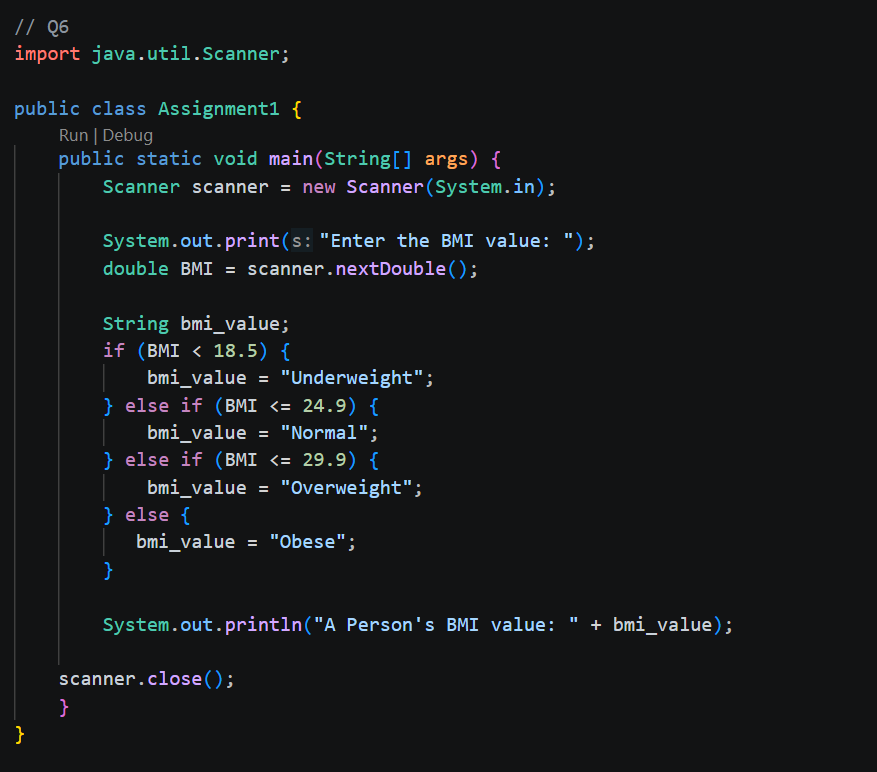 // Q6
import java.util.Scanner;
public class Assignment1 {
Run | Debug
public static void main(String[] args) {
Scanner scanner = new Scanner(System.in);
System.out.print(s: "Enter the BMI value: ");
double BMI = scanner.nextDouble();
String bmi_value;
if (BMI < 18.5) {
bmi_value = "Underweight";
} else if (BMI <= 24.9) {
bmi_value = "Normal";
} else if (BMI <= 29.9) {
bmi_value = "Overweight";
} else {
bmi_value = "Obese";
}
System.out.println("A Person's BMI value: " + bmi_value);
scanner.close();
}
}